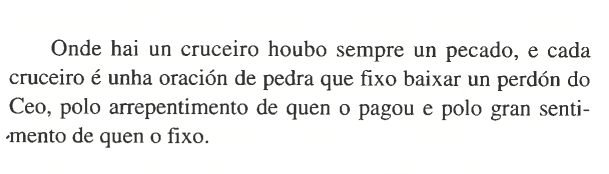 Onde hai un cruceiro houbo sempre un pecado, e cada
cruceiro é unha oración de pedra que fixo baixar un perdón do
Ceo, polo arrepentimento de quen o pagou e polo gran senti-
mento de quen o fixo.